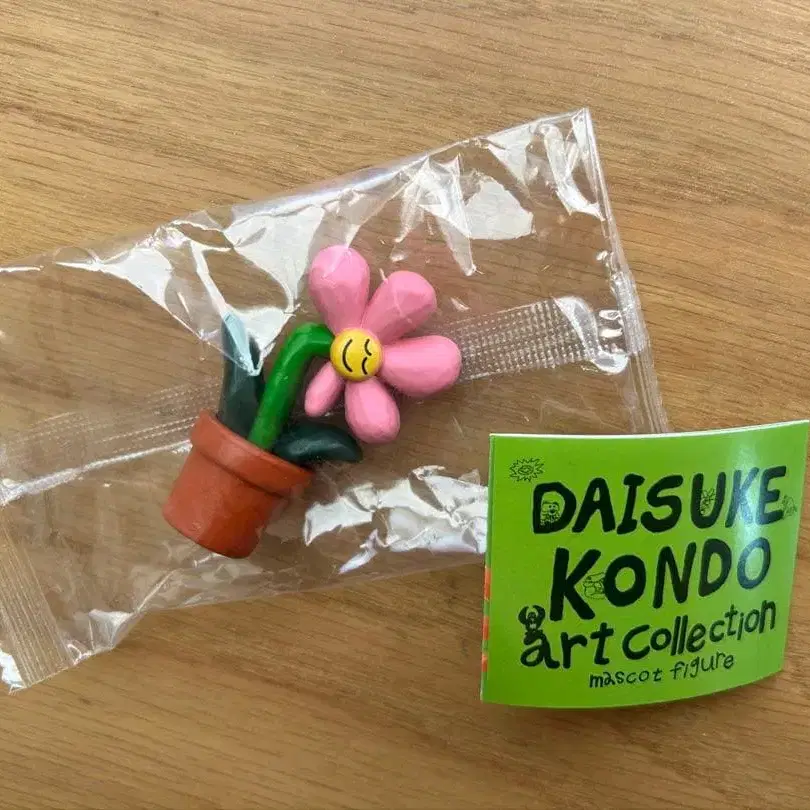 DAISUKE
KONDO
art collection
mascot figure